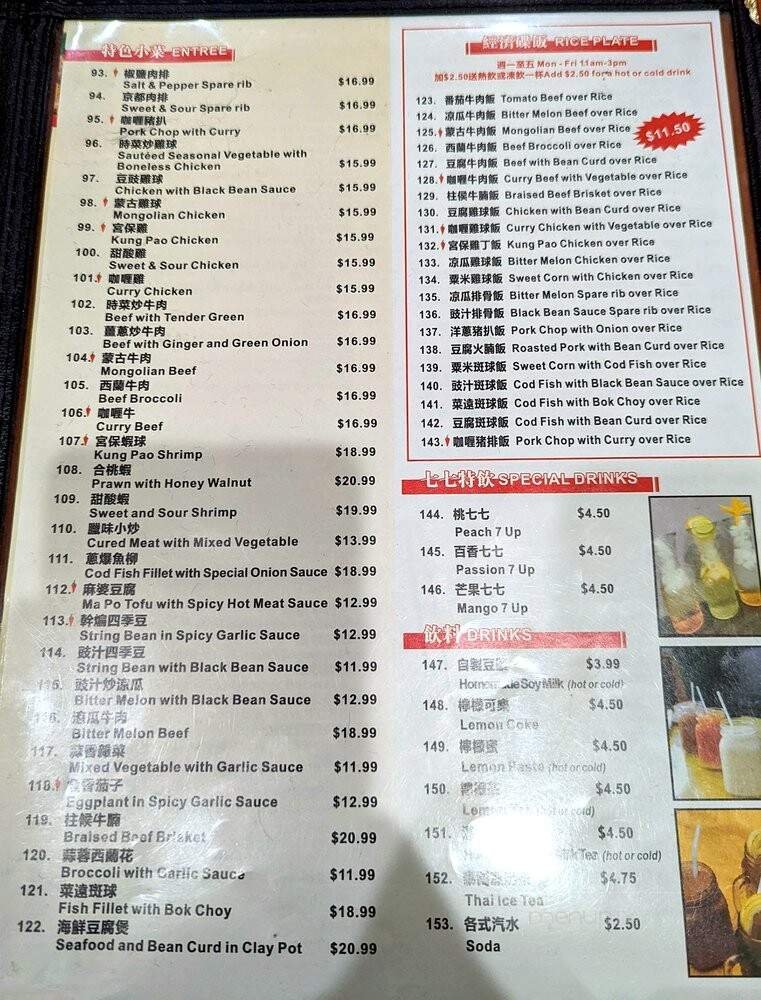 特色小菜 ENTREE
93. 椒鹽肉排
Salt & Pepper Spare rib $16.99
94. 京都肉排
Sweet & Sour Spare rib $16.99
95. 咖喱豬扒
Pork Chop with Curry $16.99
96. 時菜炒雞球
Sautéed Seasonal Vegetable with
Boneless Chicken $15.99
97. 豆豉雞球
Chicken with Black Bean Sauce $15.99
98. 蒙古雞球
Mongolian Chicken $15.99
99. 宮保雞
Kung Pao Chicken $15.99
100. 甜酸雞
Sweet & Sour Chicken $15.99
101. 咖喱雞
Curry Chicken $15.99
102. 時菜炒牛肉
Beef with Tender Green $16.99
103. 薑蔥炒牛肉
Beef with Ginger and Green Onion $16.99
104. 蒙古牛肉
Mongolian Beef $16.99
105. 西蘭牛肉
Beef Broccoli $16.99
106. 咖喱牛
Curry Beef $16.99
107. 宮保蝦球
Kung Pao Shrimp $18.99
108. 合桃蝦
Prawn with Honey Walnut $20.99
109. 甜酸蝦
Sweet and Sour Shrimp $19.99
110. 臘味小炒
Cured Meat with Mixed Vegetable $13.99
111. 蔥爆魚柳
Cod Fish Fillet with Special Onion Sauce $18.99
112. 麻婆豆腐
Ma Po Tofu with Spicy Hot Meat Sauce $12.99
113. 幹煸四季豆
String Bean in Spicy Garlic Sauce $12.99
114. 豉汁四季豆
String Bean with Black Bean Sauce $11.99
115. 豉汁炒涼瓜
Bitter Melon with Black Bean Sauce $12.99
116. 涼瓜牛肉
Bitter Melon Beef $18.99
117. 蒜香雜菜
Mixed Vegetable with Garlic Sauce $11.99
118. 魚香茄子
Eggplant in Spicy Garlic Sauce $12.99
119. 柱候牛腩
Braised Beef Brisket $20.99
120. 蒜蓉西蘭花
Broccoli with Garlic Sauce $11.99
121. 菜遠斑球
Fish Fillet with Bok Choy $18.99
122. 海鮮豆腐煲
Seafood and Bean Curd in Clay Pot $20.99
經濟碟飯 RICE PLATE
週一至五 Mon - Fri 11am-3pm
加$2.50送熱飲或凍飲一杯Add $2.50 for a hot or cold drink
$11.50
123. 番茄牛肉飯 Tomato Beef over Rice
124. 涼瓜牛肉飯 Bitter Melon Beef over Rice
125. 蒙古牛肉飯 Mongolian Beef over Rice
126. 西蘭牛肉飯 Beef Broccoli over Rice
127. 豆腐牛肉飯 Beef with Bean Curd over Rice
128. 咖喱牛肉飯 Curry Beef with Vegetable over Rice
129. 柱侯牛腩飯 Braised Beef Brisket over Rice
130. 豆腐雞球飯 Chicken with Bean Curd over Rice
131. 咖喱雞球飯 Curry Chicken with Vegetable over Rice
132. 宮保雞丁飯 Kung Pao Chicken over Rice
133. 涼瓜雞球飯 Bitter Melon Chicken over Rice
134. 粟米雞球飯 Sweet Corn with Chicken over Rice
135. 涼瓜排骨飯 Bitter Melon Spare rib over Rice
136. 豉汁排骨飯 Black Bean Sauce Spare rib over Rice
137. 洋蔥豬扒飯 Pork Chop with Onion over Rice
138. 豆腐火腩飯 Roasted Pork with Bean Curd over Rice
139. 粟米斑球飯 Sweet Corn with Cod Fish over Rice
140. 豉汁斑球飯 Cod Fish with Black Bean Sauce over Rice
141. 菜遠斑球飯 Cod Fish with Bok Choy over Rice
142. 豆腐斑球飯 Cod Fish with Bean Curd over Rice
143. 咖喱豬排飯 Pork Chop with Curry over Rice
七七特飲 SPECIAL DRINKS
144. 桃七七 $4.50
Peach 7 Up
145. 百香七七 $4.50
Passion 7 Up
146. 芒果七七 $4.50
Mango 7 Up
飲料 DRINKS
147. 自製豆漿 $3.99
Homemade Soy Milk (hot or cold)
148. 檸檬可樂 $4.50
Lemon Coke
149. 檸檬蜜 $4.50
Lemon Paste (hot or cold)
150. $4.50
Lemon Tea (hot or cold)
151. $4.50
Milk Tea (hot or cold)
152. $4.75
Thai Ice Tea
153. 各式汽水 $2.50
Soda